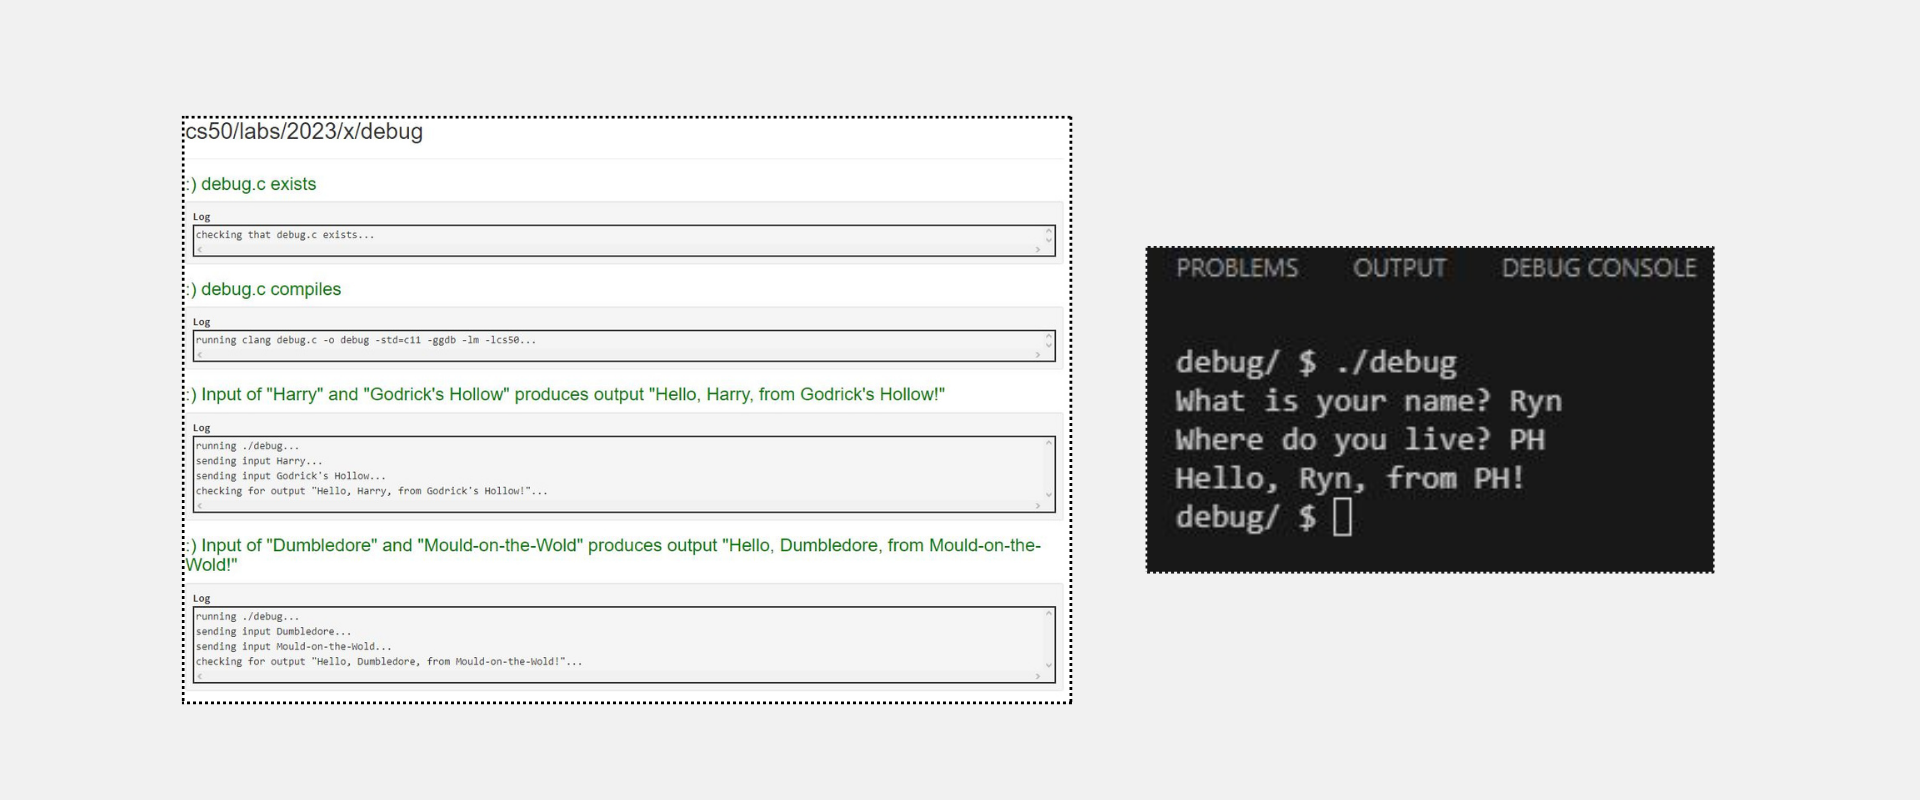 cs50/labs/2023/x/debug
:) debug.c exists
Log
checking that debug.c exists...
:) debug.c compiles
Log
running clang debug.c -o debug -std=c11 -ggdb -lm -lcs50...
:) Input of "Harry" and "Godrick's Hollow" produces output "Hello, Harry, from Godrick's Hollow!"
Log
running ./debug...
sending input Harry...
sending input Godrick's Hollow...
checking for output "Hello, Harry, from Godrick's Hollow!"...
:) Input of "Dumbledore" and "Mould-on-the-Wold" produces output "Hello, Dumbledore, from Mould-on-the-
Wold!"
Log
running ./debug...
sending input Dumbledore...
sending input Mould-on-the-Wold...
checking for output "Hello, Dumbledore, from Mould-on-the-Wold!"...
PROBLEMS OUTPUT DEBUG CONSOLE
debug/ $ ./debug
What is your name? Ryn
Where do you live? PH
Hello, Ryn, from PH!
debug/ $